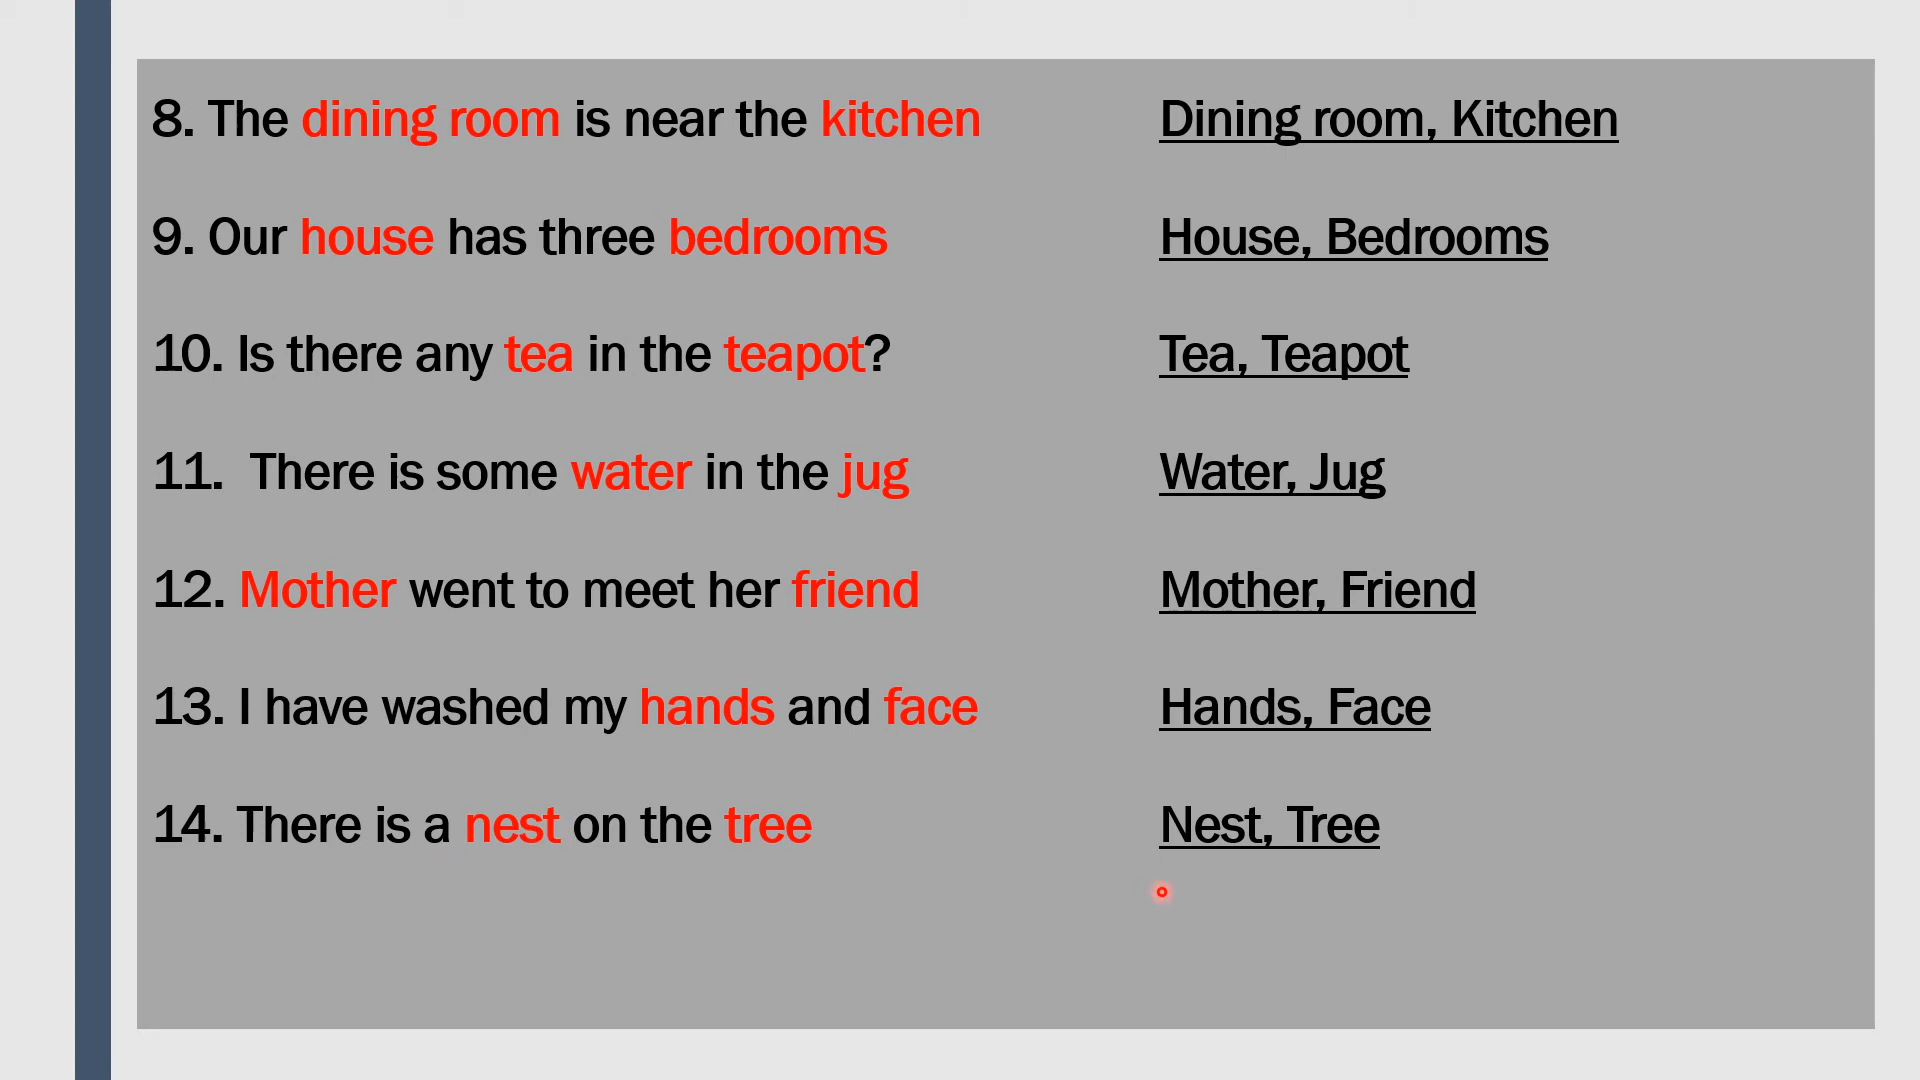 8. The dining room is near the kitchen Dining room, Kitchen
9. Our house has three bedrooms House, Bedrooms
10. Is there any tea in the teapot? Tea, Teapot
11. There is some water in the jug Water, Jug
12. Mother went to meet her friend Mother, Friend
13. I have washed my hands and face Hands, Face
14. There is a nest on the tree Nest, Tree